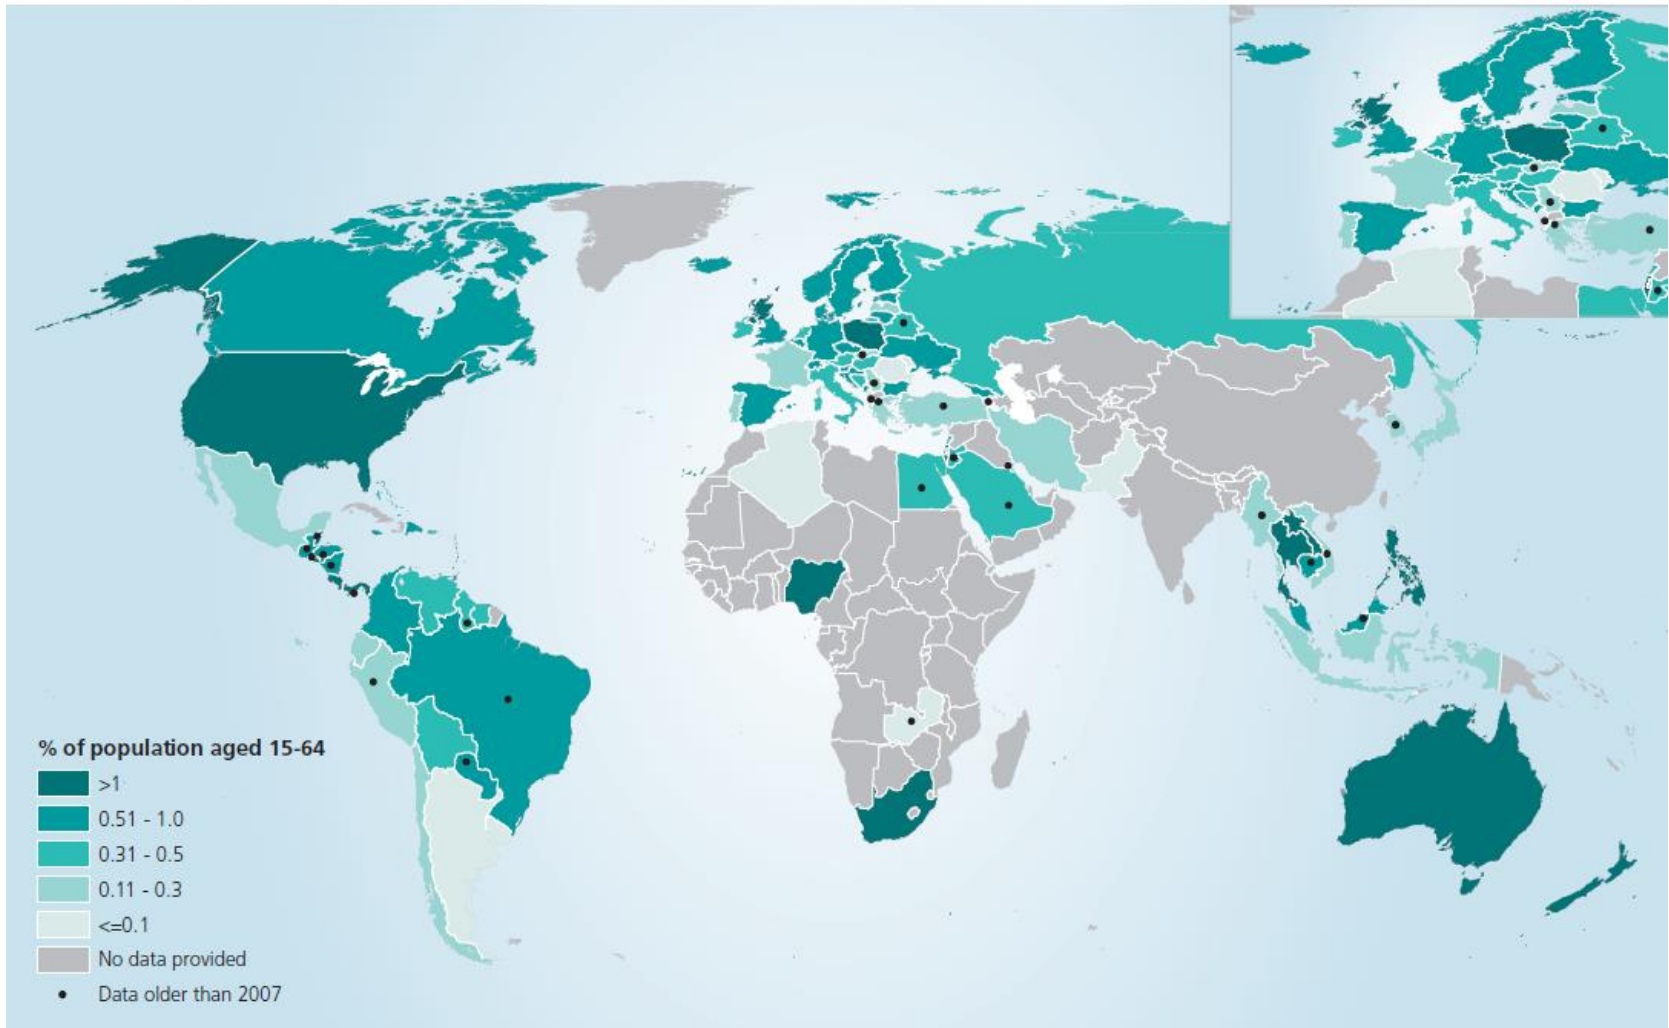 % of population aged 15-64
>1
0.51 - 1.0
0.31 - 0.5
0.11 - 0.3
<=0.1
No data provided
Data older than 2007